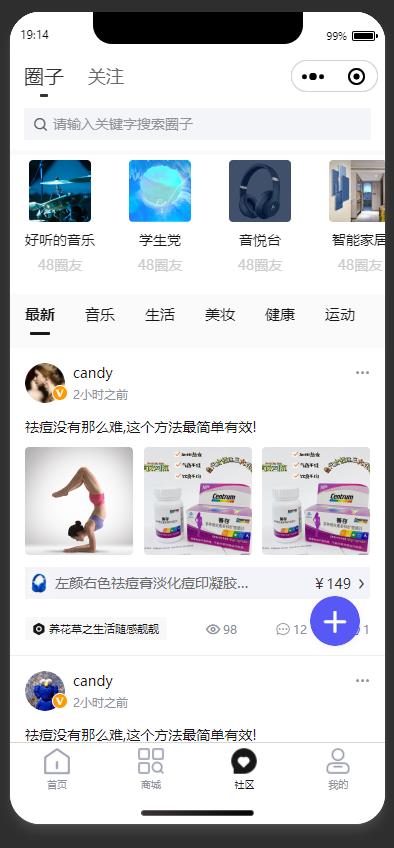 19:14
99%
圈子 关注
请输入关键字搜索圈子
好听的音乐 学生党 音悦台 智能家居
48圈友 48圈友 48圈友 48圈友
最新 音乐 生活 美妆 健康 运动
candy
2小时之前
祛痘没有那么难,这个方法最简单有效!
Centrum
Centrum
善存
Centrum
Centrum
善存
左颜右色祛痘膏淡化痘印凝胶...
¥149
养花草之生活随感靓靓
98
12
1
candy
2小时之前
祛痘没有那么难,这个方法最简单有效!
首页 商城 社区 我的